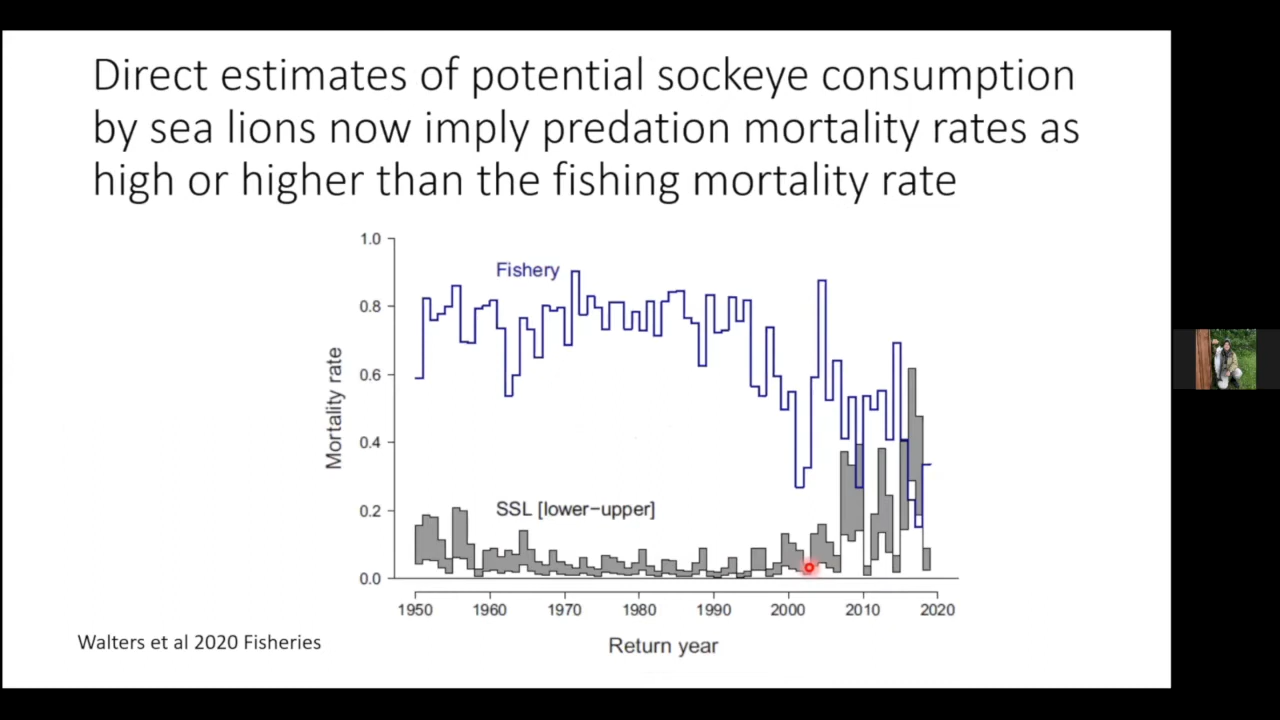 Direct estimates of potential sockeye consumption
by sea lions now imply predation mortality rates as
high or higher than the fishing mortality rate
1.0
Fishery
0.8
0.6
Mortality rate
0.4
SSL [lower−upper]
0.2
0.0
1950 1960 1970 1980 1990 2000 2010 2020
Return year
Walters et al 2020 Fisheries